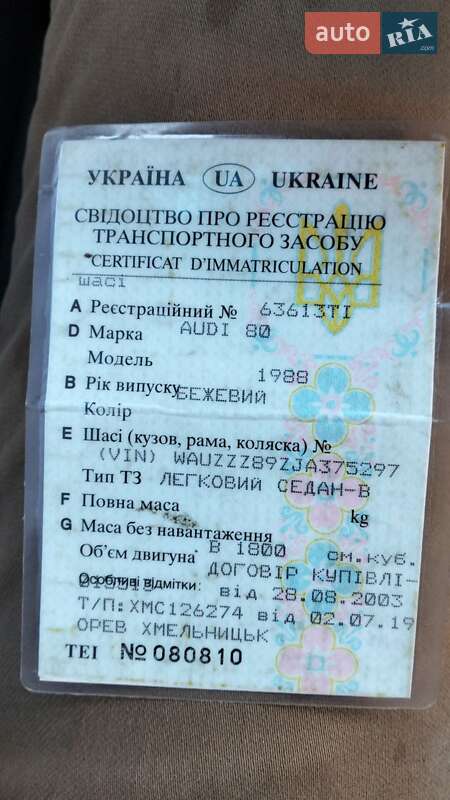 auto RIA.com
УКРАЇНА UA UKRAINE
СВІДОЦТВО ПРО РЕЄСТРАЦІЮ
ТРАНСПОРТНОГО ЗАСОБУ
CERTIFICAT D'IMMATRICULATION
шасі
A Реєстраційний № 63613ТІ
D Марка AUDI 80
Модель
B Рік випуску 1988
Колір БЕЖЕВИЙ
E Шасі (кузов, рама, коляска) №
(VIN) WAUZZZ89ZJA375297
Тип ТЗ ЛЕГКОВИЙ СЕДАН-В
F Повна маса kg
G Маса без навантаження
Об'єм двигуна В 1800 см.куб.
ДОГОВІР КУПІВЛІ-
Особливі відмітки: від 28.08.2003
Т/П:ХМС126274 від 02.07.19
ОРЕВ ХМЕЛЬНИЦЬК
ТЕІ №080810